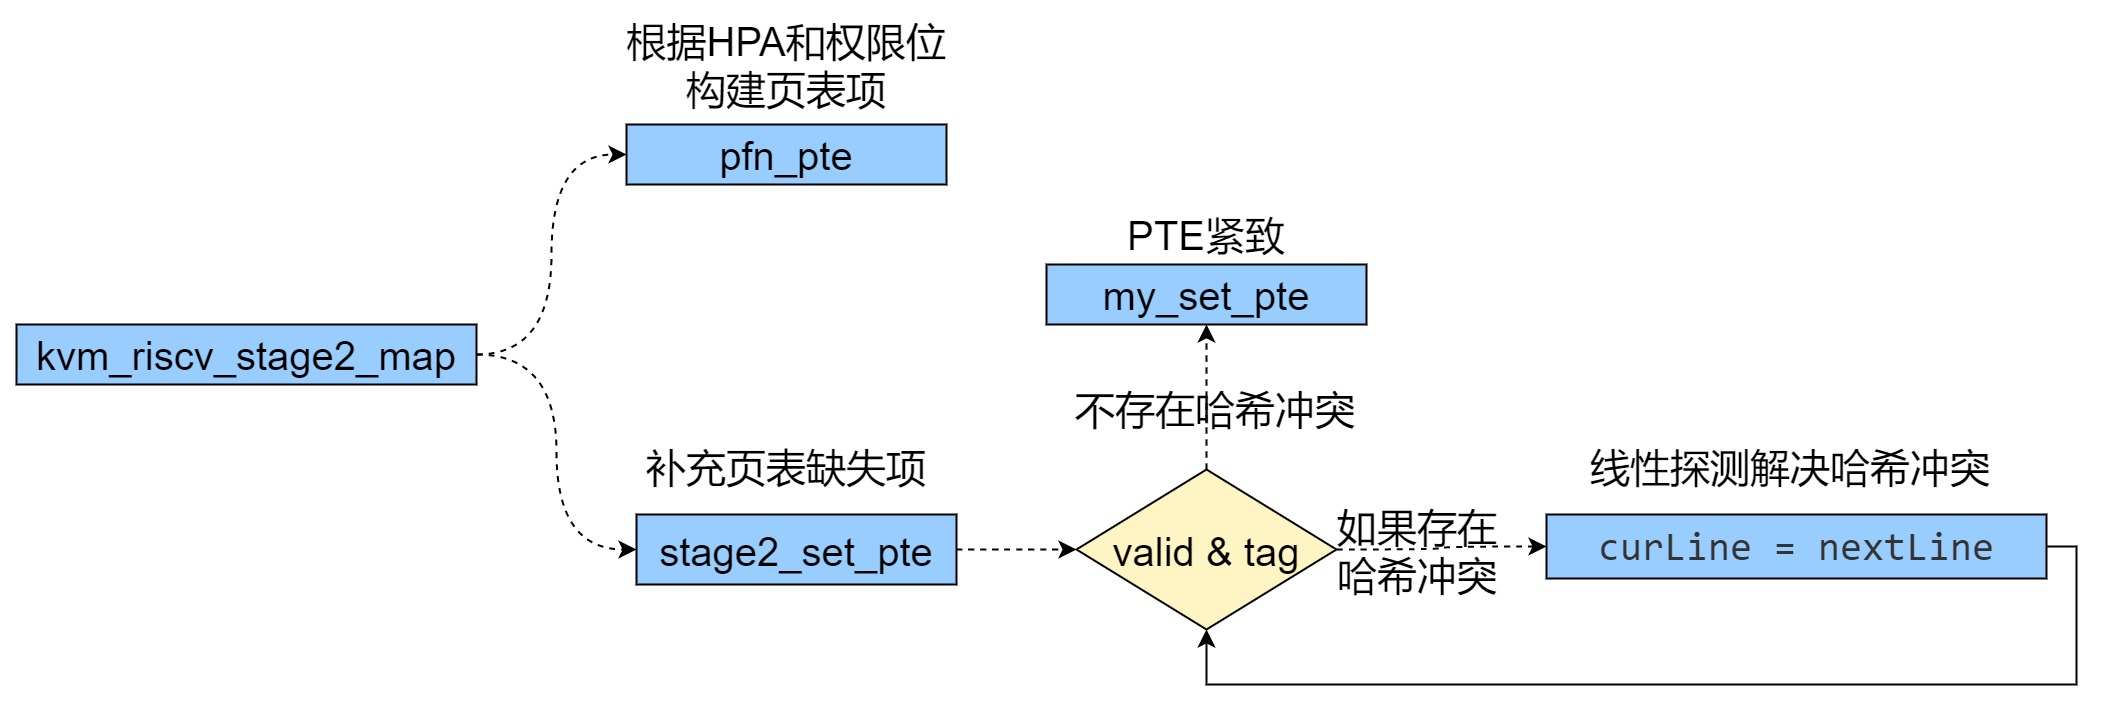 根据HPA和权限位
构建页表项
pfn_pte
PTE紧致
my_set_pte
kvm_riscv_stage2_map
不存在哈希冲突
补充页表缺失项
线性探测解决哈希冲突
stage2_set_pte
valid & tag
如果存在
哈希冲突
curLine = nextLine